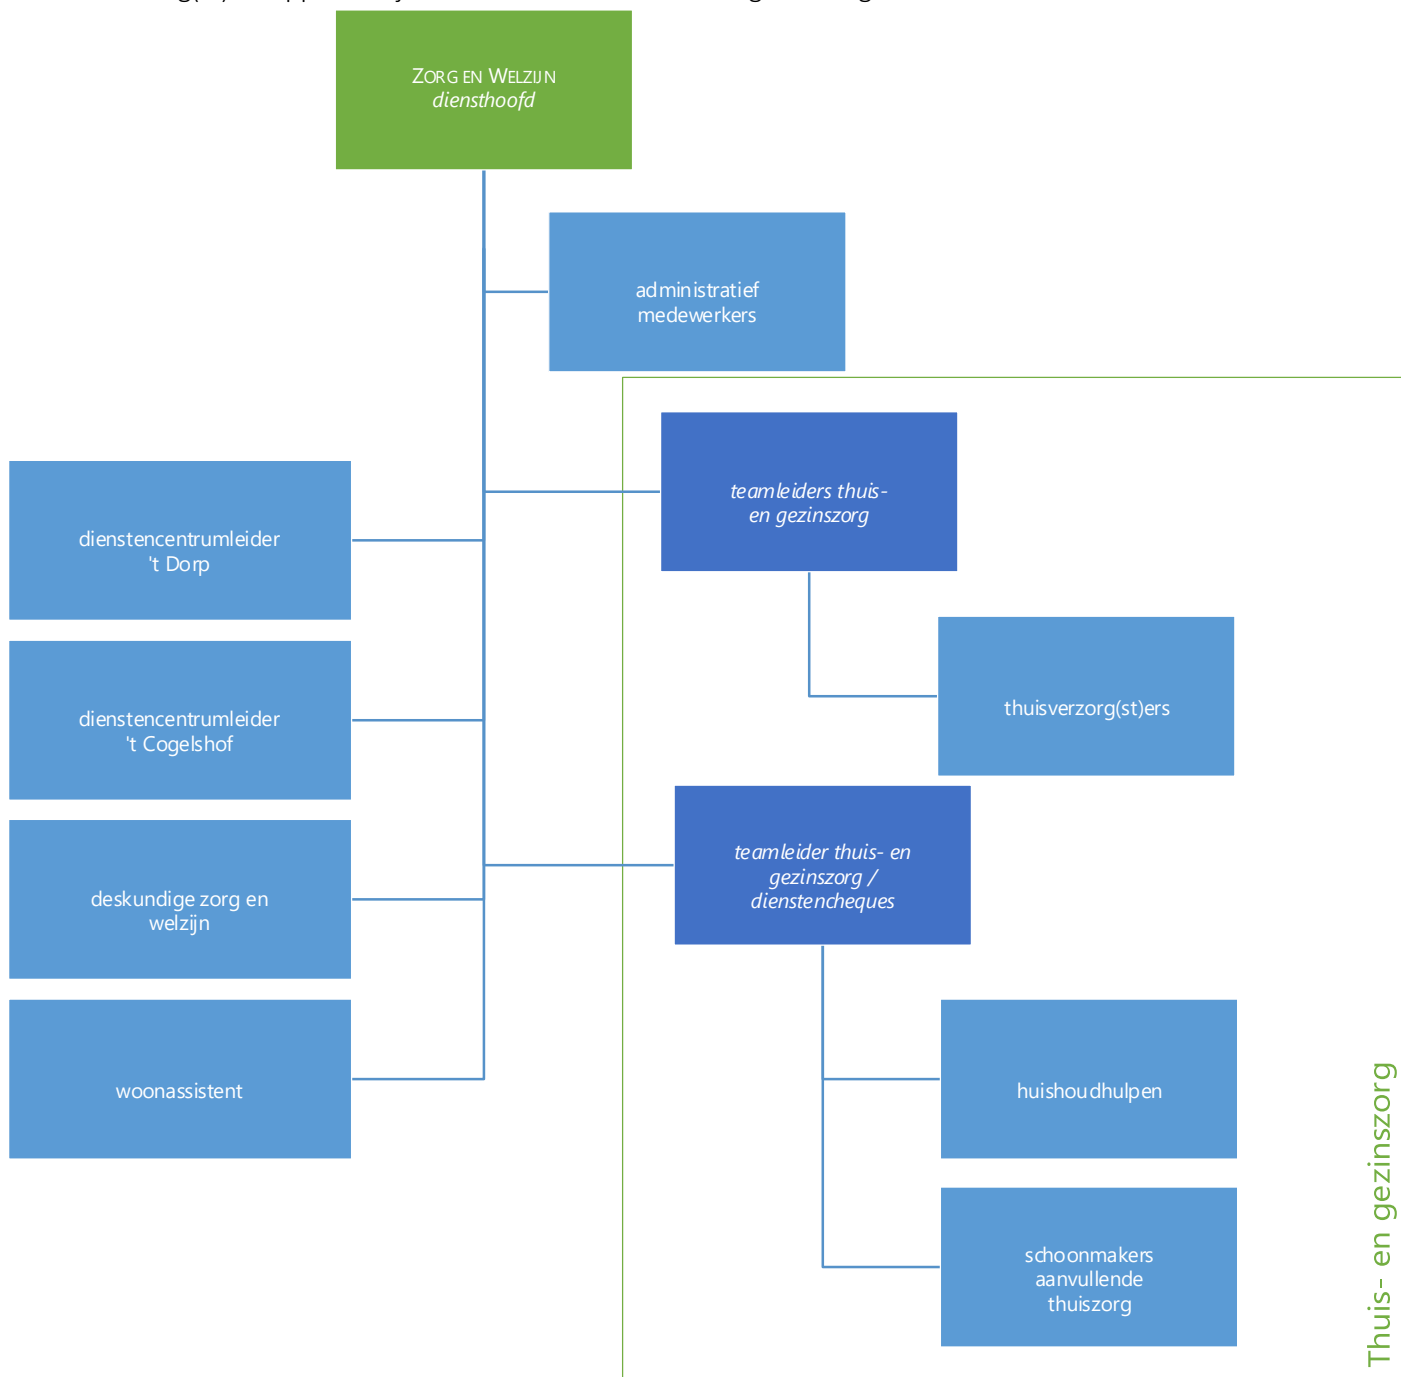 ZORG EN WELZIJN
diensthoofd
administratief
medewerkers
teamleiders thuis-
en gezinszorg
dienstencentrumleider
't Dorp
thuisverzorg(st)ers
dienstencentrumleider
't Cogelshof
teamleider thuis- en
gezinszorg /
dienstencheques
deskundige zorg en
welzijn
woonassistent
huishoudhulpen
schoonmakers
aanvullende
thuiszorg
Thuis- en gezinszorg